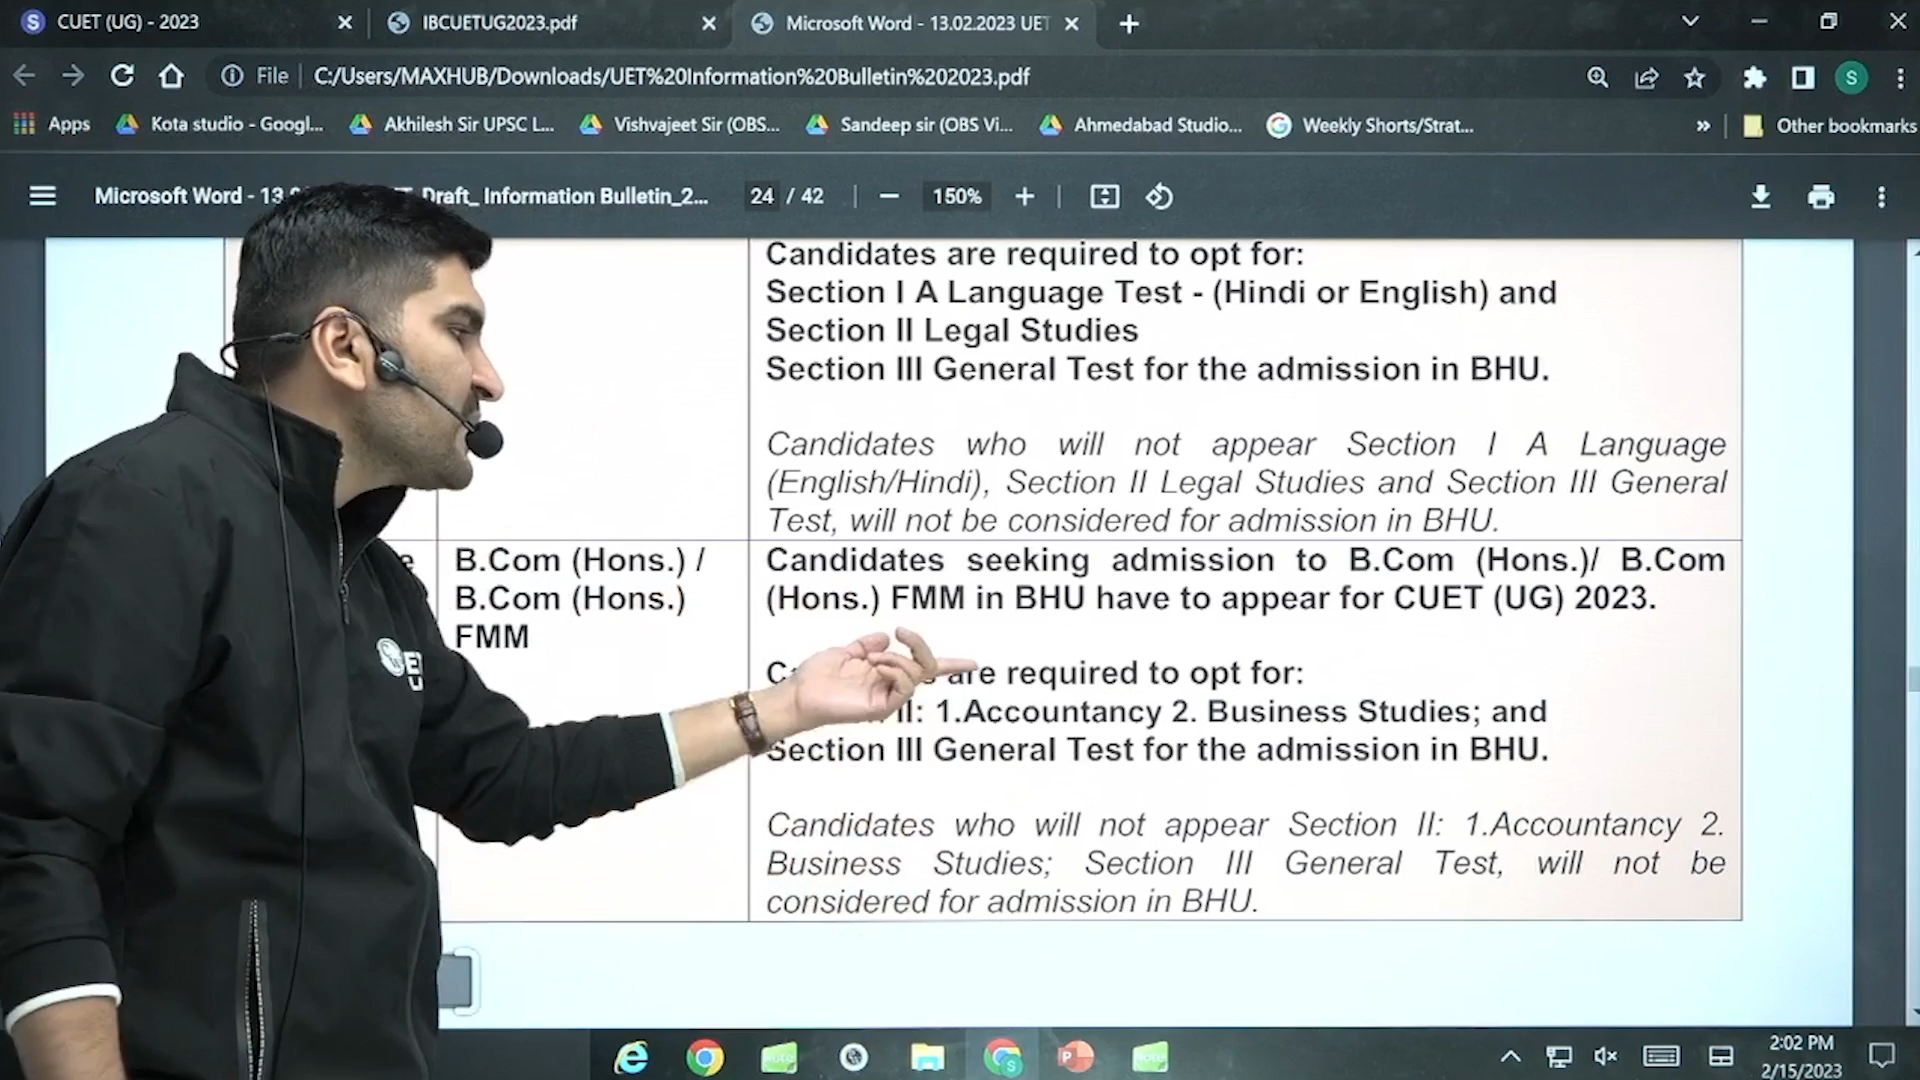 CUET (UG) - 2023
IBCUETUG2023.pdf
Microsoft Word - 13.02.2023 UET
File
C:/Users/MAXHUB/Downloads/UET%20Information%20Bulletin%202023.pdf
S
Apps
Kota studio - Googl...
Akhilesh Sir UPSC L...
Vishvajeet Sir (OBS...
Sandeep sir (OBS Vi...
Ahmedabad Studio...
Weekly Shorts/Strat...
Other bookmarks
Microsoft Word - 13
Draft_ Information Bulletin_2...
24 / 42
150%
Candidates are required to opt for:
Section I A Language Test - (Hindi or English) and
Section II Legal Studies
Section III General Test for the admission in BHU.
Candidates who will not appear Section I A Language
(English/Hindi), Section II Legal Studies and Section III General
Test, will not be considered for admission in BHU.
B.Com (Hons.) /
B.Com (Hons.)
FMM
Candidates seeking admission to B.Com (Hons.)/ B.Com
(Hons.) FMM in BHU have to appear for CUET (UG) 2023.
are required to opt for:
II: 1.Accountancy 2. Business Studies; and
Section III General Test for the admission in BHU.
Candidates who will not appear Section II: 1.Accountancy 2.
Business Studies; Section III General Test, will not be
considered for admission in BHU.
2:02 PM
2/15/2023